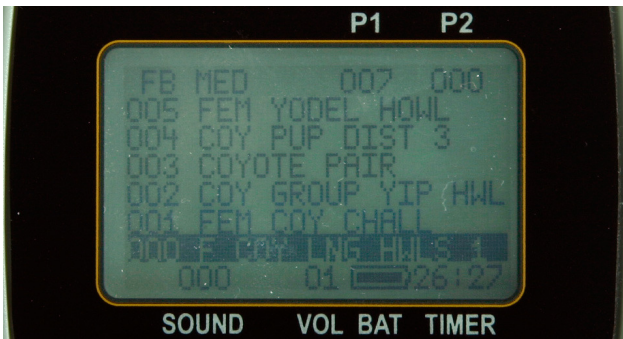 P1 P2
FB MED 007 000
005 FEM YODEL HOWL
004 COY PUP DIST 3
003 COYOTE PAIR
002 COY GROUP YIP HWL
001 FEM COY CHALL
000 F COY LNG HWLS 1
000 01 26:27
SOUND VOL BAT TIMER